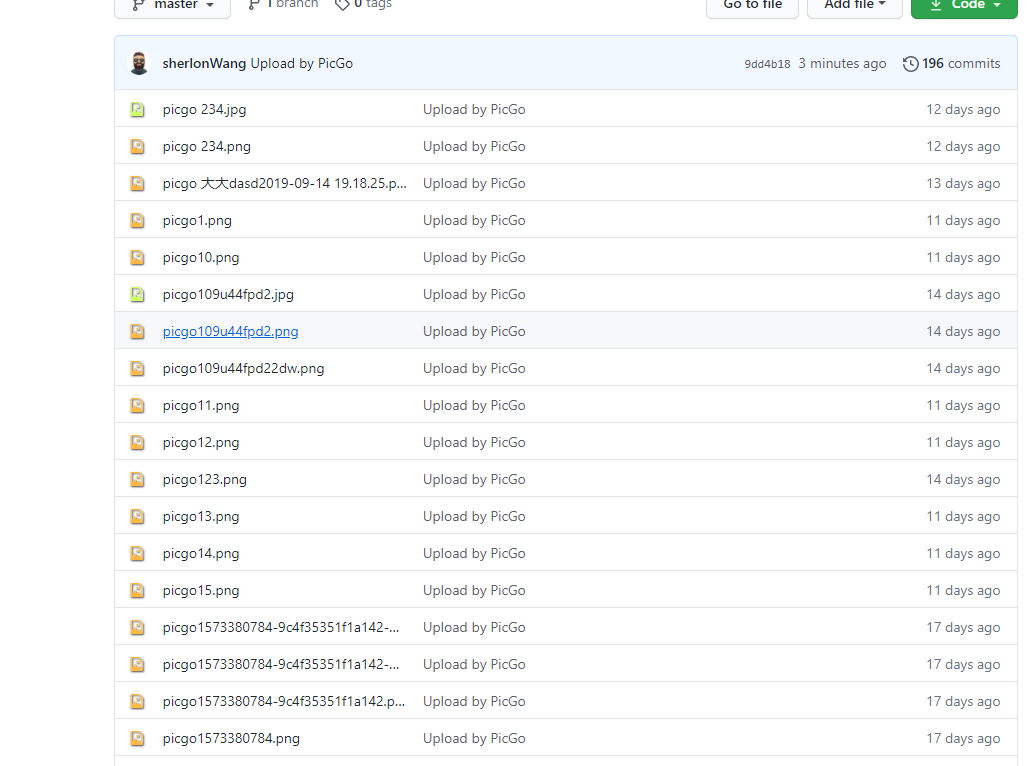 master 1 branch 0 tags Go to file Add file Code
sherlonWang Upload by PicGo 9dd4b18 3 minutes ago 196 commits
picgo 234.jpg Upload by PicGo 12 days ago
picgo 234.png Upload by PicGo 12 days ago
picgo 大大dasd2019-09-14 19.18.25.p... Upload by PicGo 13 days ago
picgo1.png Upload by PicGo 11 days ago
picgo10.png Upload by PicGo 11 days ago
picgo109u44fpd2.jpg Upload by PicGo 14 days ago
picgo109u44fpd2.png Upload by PicGo 14 days ago
picgo109u44fpd22dw.png Upload by PicGo 14 days ago
picgo11.png Upload by PicGo 11 days ago
picgo12.png Upload by PicGo 11 days ago
picgo123.png Upload by PicGo 14 days ago
picgo13.png Upload by PicGo 11 days ago
picgo14.png Upload by PicGo 11 days ago
picgo15.png Upload by PicGo 11 days ago
picgo1573380784-9c4f35351f1a142-... Upload by PicGo 17 days ago
picgo1573380784-9c4f35351f1a142-... Upload by PicGo 17 days ago
picgo1573380784-9c4f35351f1a142.p... Upload by PicGo 17 days ago
picgo1573380784.png Upload by PicGo 17 days ago